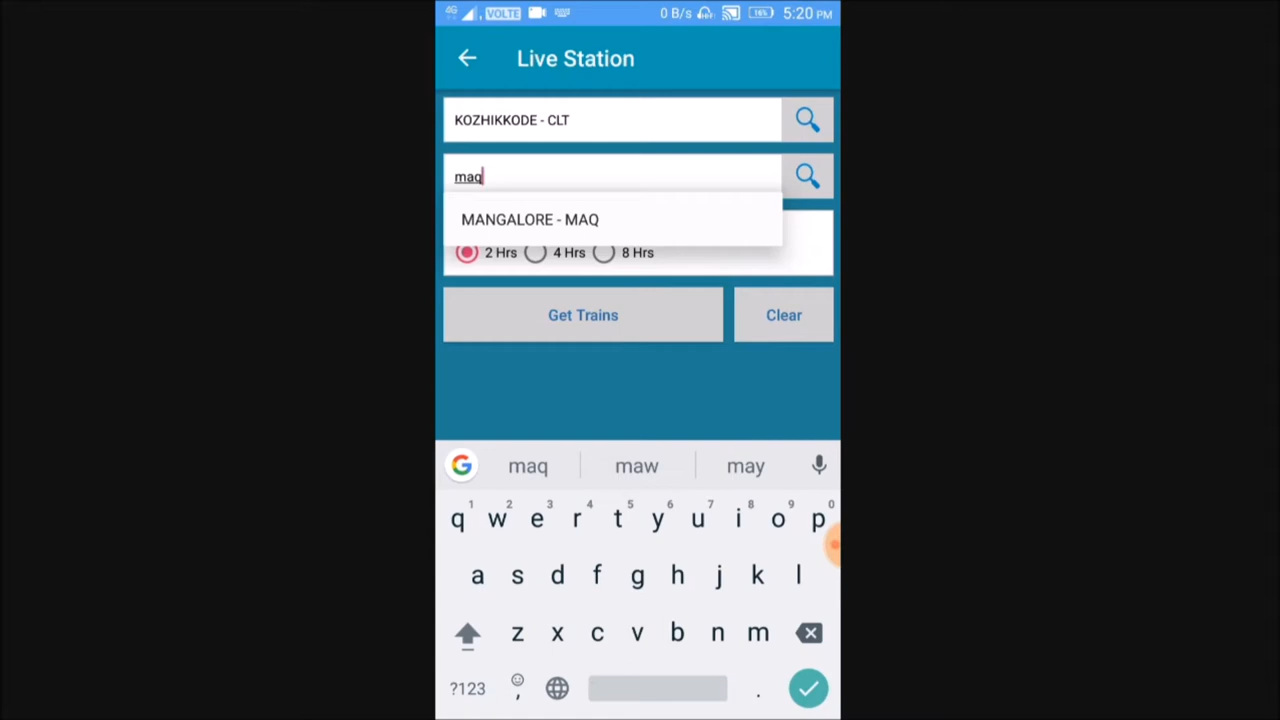 4G VOLTE 0 B/s 16% 5:20 PM
Live Station
KOZHIKKODE - CLT
maq
MANGALORE - MAQ
2 Hrs 4 Hrs 8 Hrs
Get Trains Clear
G maq maw may
1 2 3 4 5 6 7 8 9 0
q w e r t y u i o p
a s d f g h j k l
z x c v b n m
?123 , .